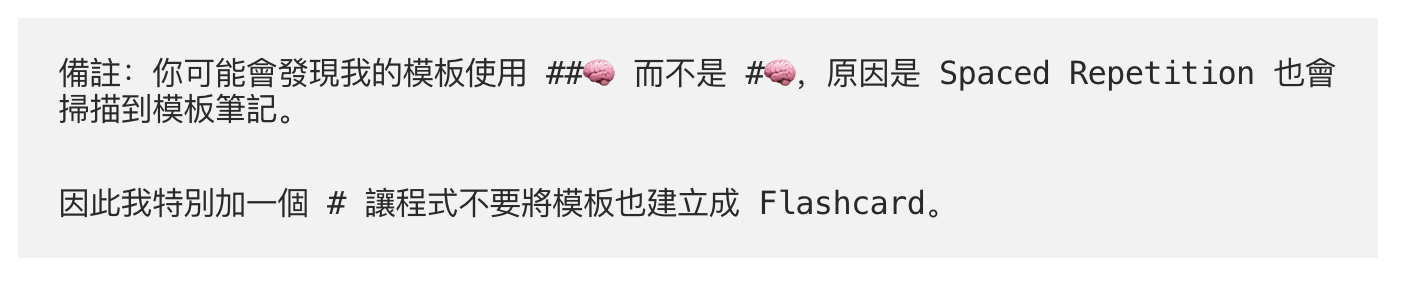 備註：你可能會發現我的模板使用 ##🧠 而不是 #🧠，原因是 Spaced Repetition 也會
掃描到模板筆記。
因此我特別加一個 # 讓程式不要將模板也建立成 Flashcard。